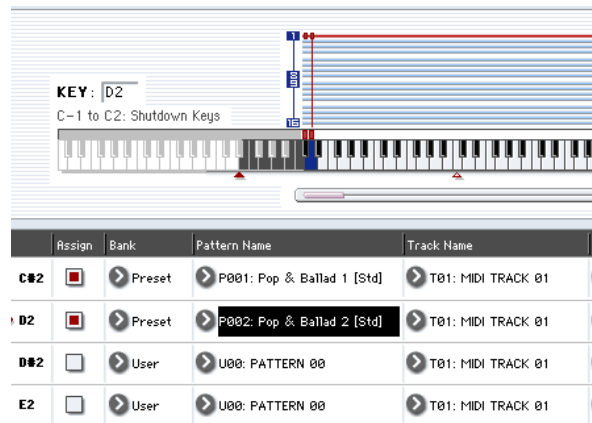 1
16
KEY: D2
C-1 to C2: Shutdown Keys
Assign Bank Pattern Name Track Name
C#2 Preset P001: Pop & Ballad 1 [Std] T01: MIDI TRACK 01
D2 Preset P002: Pop & Ballad 2 [Std] T01: MIDI TRACK 01
D#2 User U00: PATTERN 00 T01: MIDI TRACK 01
E2 User U00: PATTERN 00 T01: MIDI TRACK 01